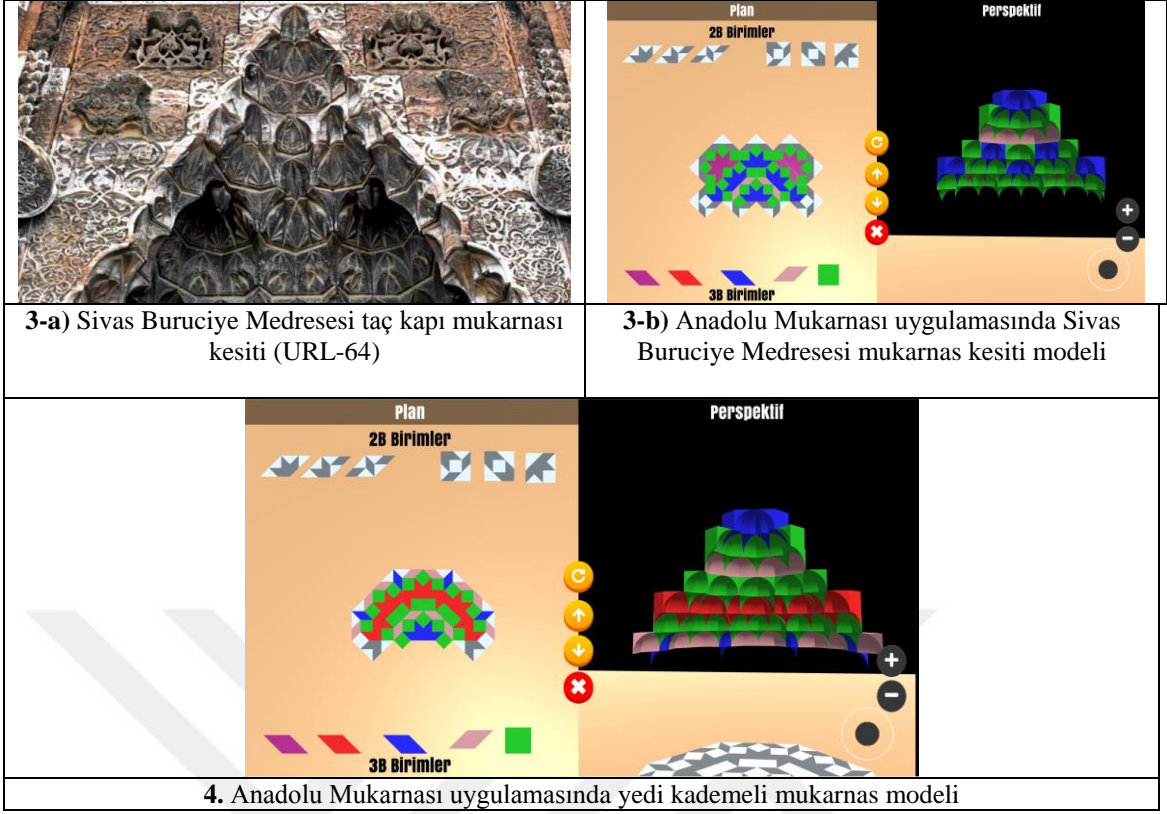 Plan
Perspektif
2B Birimler
3B Birimler
3-a) Sivas Buruciye Medresesi taç kapı mukarnası
kesiti (URL-64)
3-b) Anadolu Mukarnası uygulamasında Sivas
Buruciye Medresesi mukarnas kesiti modeli
Plan
Perspektif
2B Birimler
3B Birimler
4. Anadolu Mukarnası uygulamasında yedi kademeli mukarnas modeli